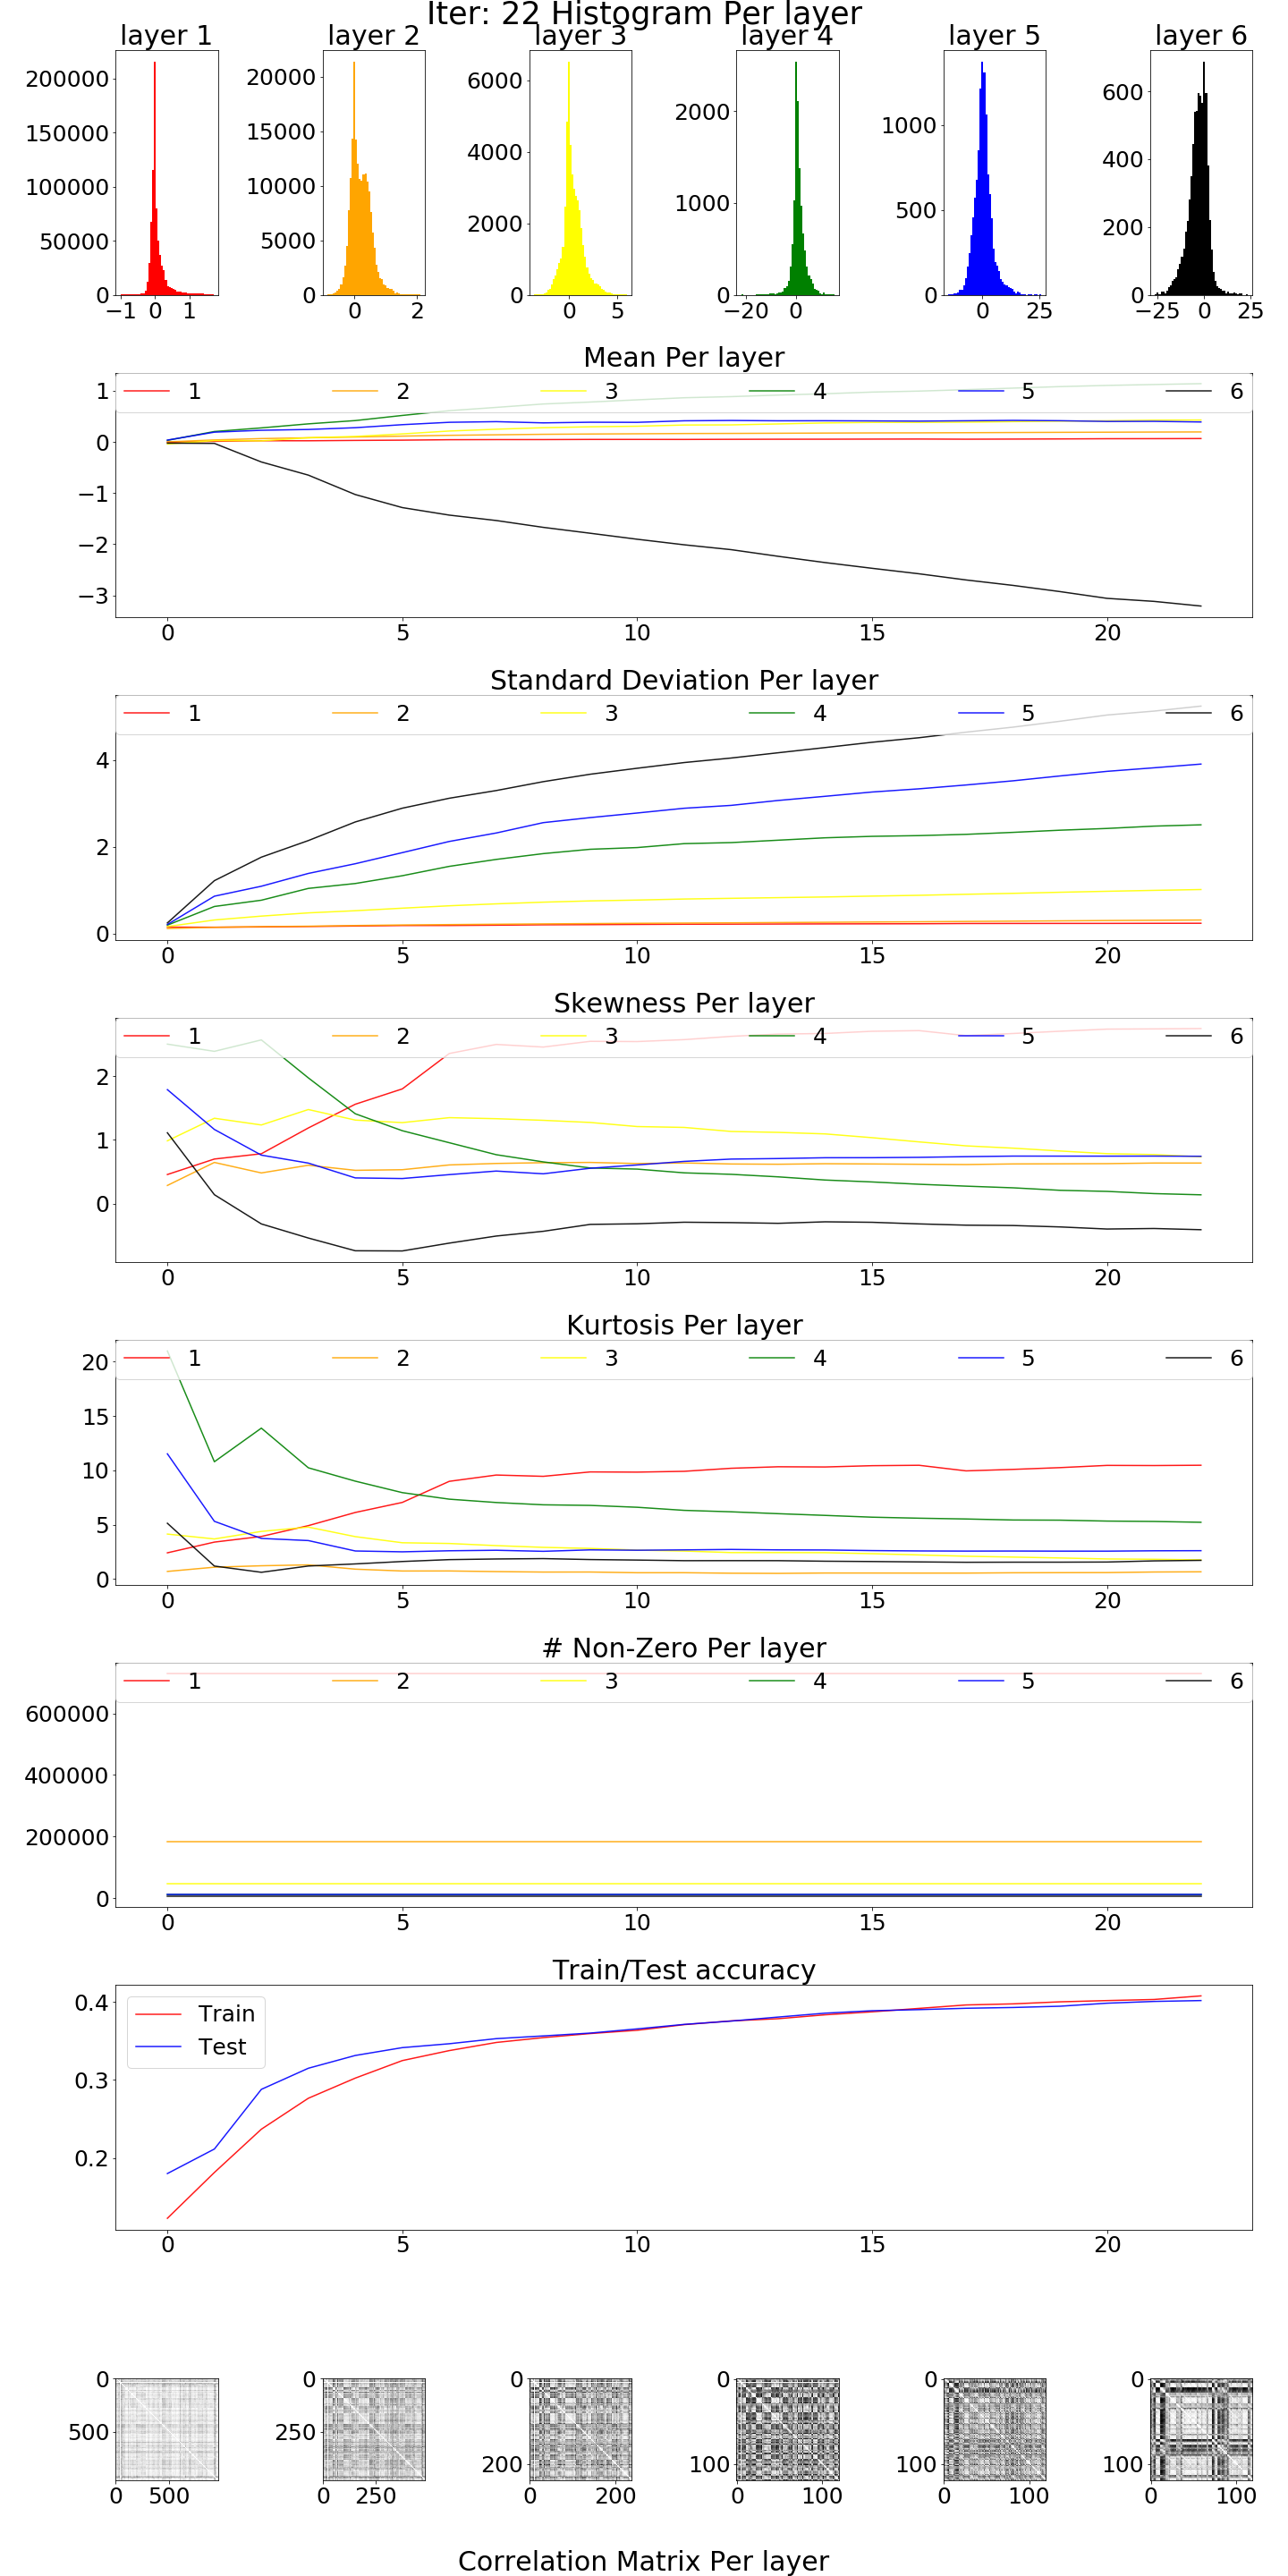 Iter: 22 Histogram Per layer
layer 1 layer 2 layer 3 layer 4 layer 5 layer 6
200000 150000 100000 50000 0
−1 0 1
20000 15000 10000 5000 0
0 2
6000 4000 2000 0
0 5
2000 1000 0
−20 0
1000 500 0
0 25
600 400 200 0
−25 0 25
Mean Per layer
1 2 3 4 5 6
1
0
−1
−2
−3
0 5 10 15 20
Standard Deviation Per layer
1 2 3 4 5 6
4
2
0
0 5 10 15 20
Skewness Per layer
1 2 3 4 5 6
2
1
0
0 5 10 15 20
Kurtosis Per layer
1 2 3 4 5 6
20
15
10
5
0
0 5 10 15 20
# Non-Zero Per layer
1 2 3 4 5 6
600000
400000
200000
0
0 5 10 15 20
Train/Test accuracy
Train
Test
0.4
0.3
0.2
0 5 10 15 20
0 500
0 500
0 250
0 250
0 200
0 200
0 100
0 100
0 100
0 100
0 100
0 100
Correlation Matrix Per layer